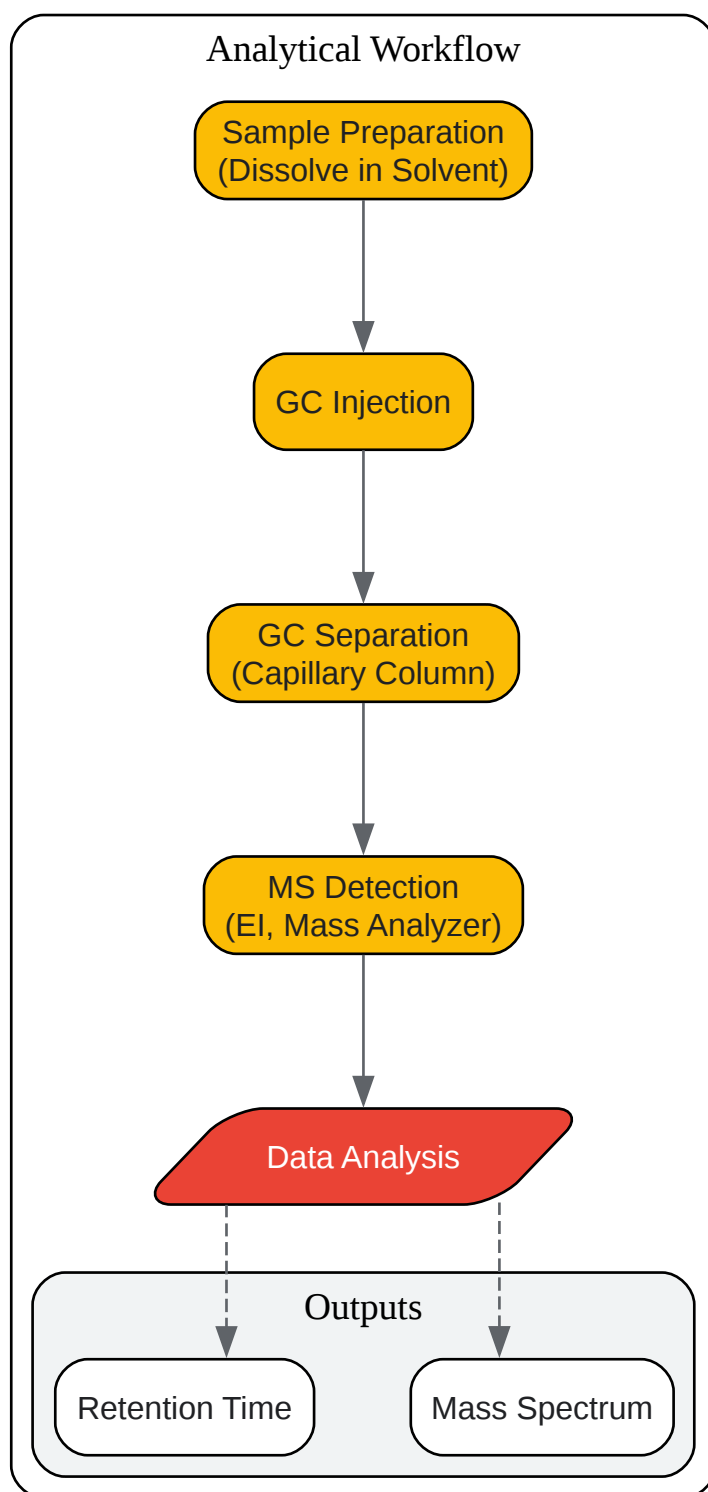 Analytical Workflow
Sample Preparation
(Dissolve in Solvent)
GC Injection
GC Separation
(Capillary Column)
MS Detection
(EI, Mass Analyzer)
Data Analysis
Outputs
Retention Time
Mass Spectrum